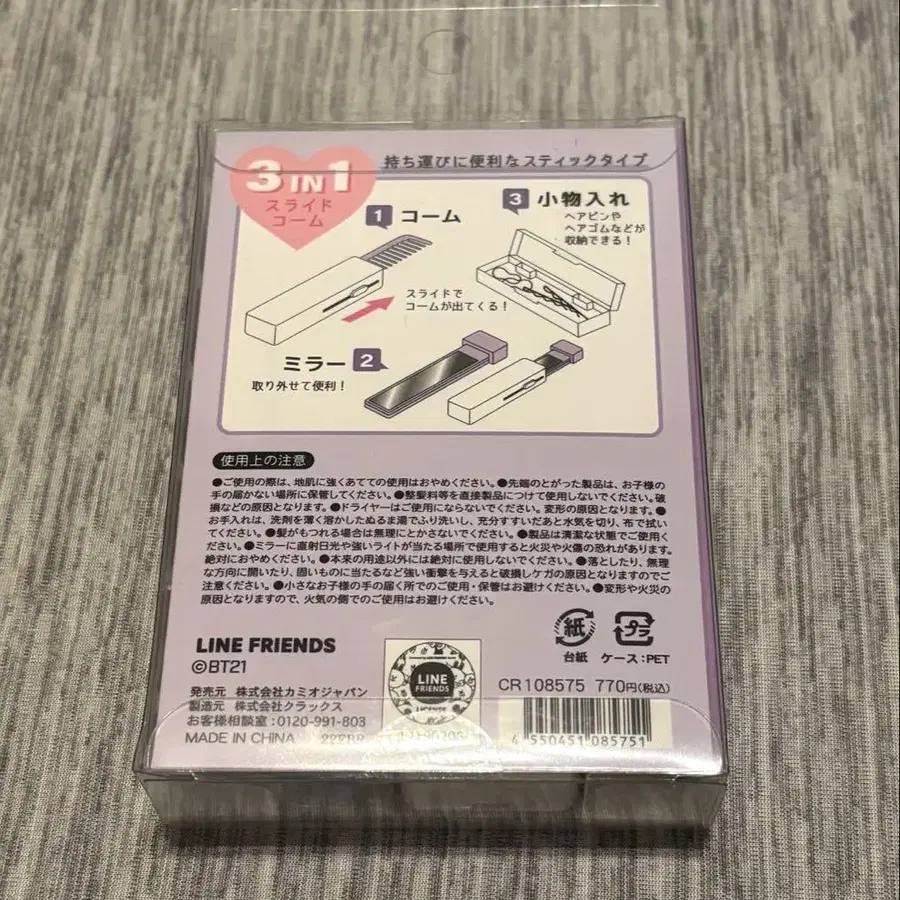 3 IN 1
スライド
コーム
持ち運びに便利なスティックタイプ
1 コーム
3 小物入れ
ヘアピンや
ヘアゴムなどが
収納できる！
スライドで
コームが出てくる！
ミラー 2
取り外せて便利！
使用上の注意
●ご使用の際は、地肌に強くあてての使用はおやめください。●先端のとがった製品は、お子様の
手の届かない場所に保管してください。●整髪料等を直接製品につけて使用しないでください。破
損などの原因となります。●ドライヤーはご使用にならないでください。変形の原因となります。●
お手入れは、洗剤を薄く溶かしたぬるま湯でふり洗いし、充分すすいだあと水気を切り、布で拭い
てください。●髪がもつれる場合は無理にとかさないでください。●製品は清潔な状態でご使用く
ださい。●ミラーに直射日光や強いライトが当たる場所で使用すると火災や火傷の恐れがあります。
絶対におやめください。●本来の用途以外には絶対に使用しないでください。●落としたり、無理
な方向に開いたり、固いものに当たるなど強い衝撃を与えると破損しケガの原因となりますのでご
注意ください。●小さなお子様の手の届く所でのご使用・保管はお避けください。●変形や火災の
原因となりますので、火気の側でのご使用はお避けください。
LINE FRIENDS
©BT21
紙
台紙
プラ
ケース：PET
LINE
FRIENDS
発売元 株式会社カミオジャパン
製造元 株式会社クラックス
お客様相談室：0120-991-803
MADE IN CHINA
CR108575 770円(税込)
4 550451 085751